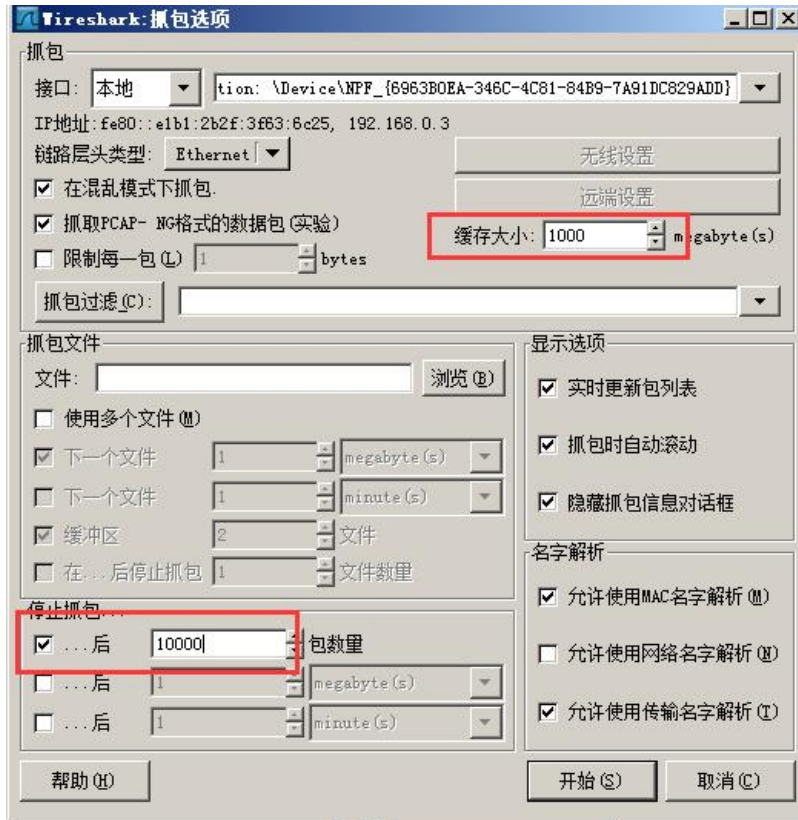 Wireshark:抓包选项
抓包
接口: 本地 tion: \Device\NPF_{6963B0EA-346C-4C81-84B9-7A91DC829ADD}
IP地址:fe80::e1b1:2b2f:3f63:6c25, 192.168.0.3
链路层头类型: Ethernet 无线设置
在混乱模式下抓包. 远端设置
抓取PCAP- NG格式的数据包(实验) 缓存大小: 1000 megabyte(s)
限制每一包(L) 1 bytes
抓包过滤(C):
抓包文件
文件: 浏览(B)
使用多个文件(M)
下一个文件 1 megabyte(s)
下一个文件 1 minute(s)
缓冲区 2 文件
在...后停止抓包 1 文件数量
显示选项
实时更新包列表
抓包时自动滚动
隐藏抓包信息对话框
停止抓包...
...后 10000 包数量
...后 1 megabyte(s)
...后 1 minute(s)
名字解析
允许使用MAC名字解析(M)
允许使用网络名字解析(N)
允许使用传输名字解析(T)
帮助(H) 开始(S) 取消(C)